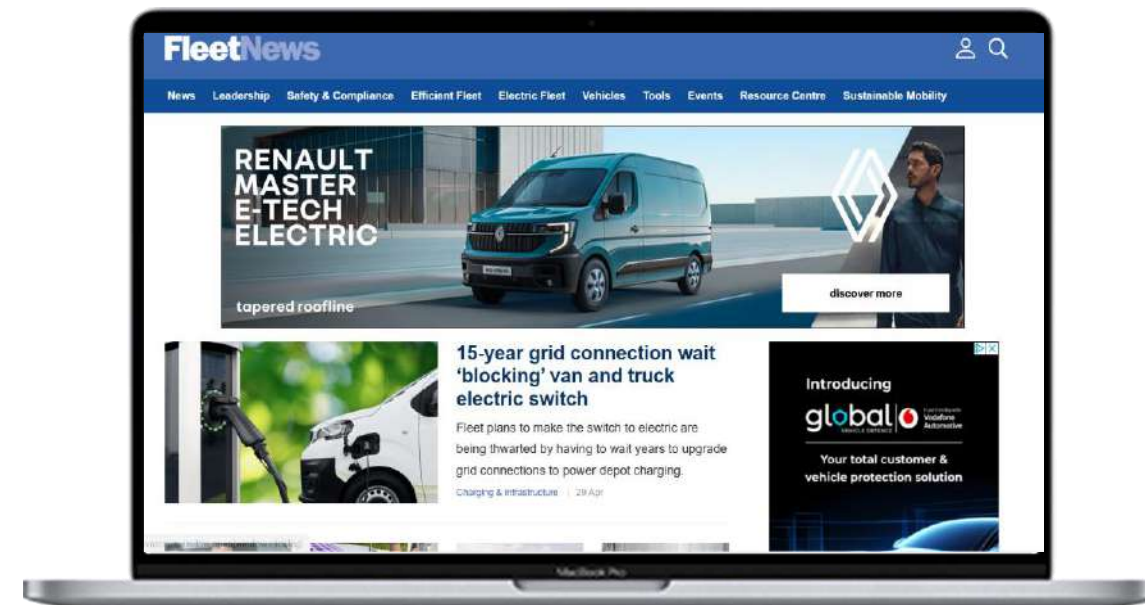 FleetNews
News Leadership Safety & Compliance Efficient Fleet Electric Fleet Vehicles Tools Events Resource Centre Sustainable Mobility
RENAULT
MASTER
E-TECH
ELECTRIC
tapered roofline
discover more
15-year grid connection wait
‘blocking’ van and truck
electric switch
Fleet plans to make the switch to electric are
being thwarted by having to wait years to upgrade
grid connections to power depot charging.
Charging & Infrastructure | 29 Apr
Introducing
global
VEHICLE DEFENCE
Vodafone
Automotive
Your total customer &
vehicle protection solution
MacBook Pro